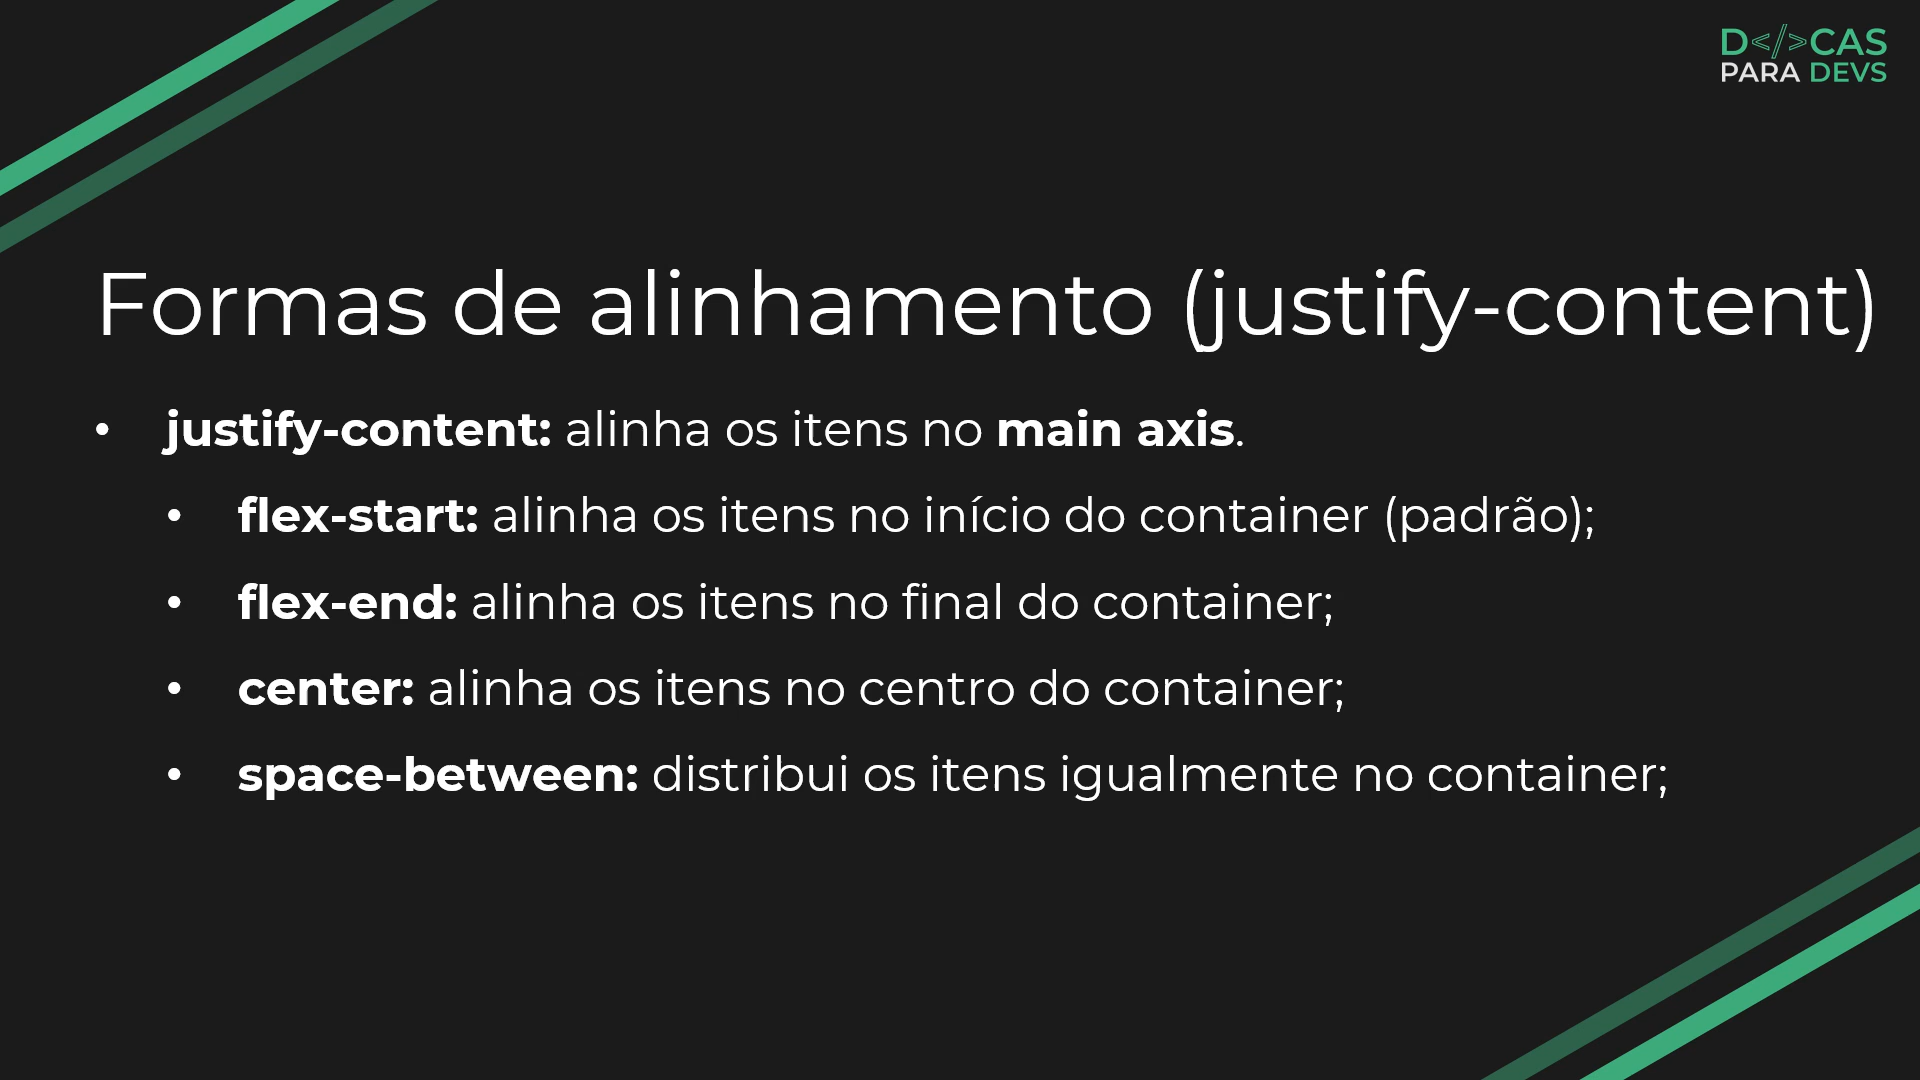 D</>CAS
PARA DEVS
Formas de alinhamento (justify-content)
• justify-content: alinha os itens no main axis.
• flex-start: alinha os itens no início do container (padrão);
• flex-end: alinha os itens no final do container;
• center: alinha os itens no centro do container;
• space-between: distribui os itens igualmente no container;